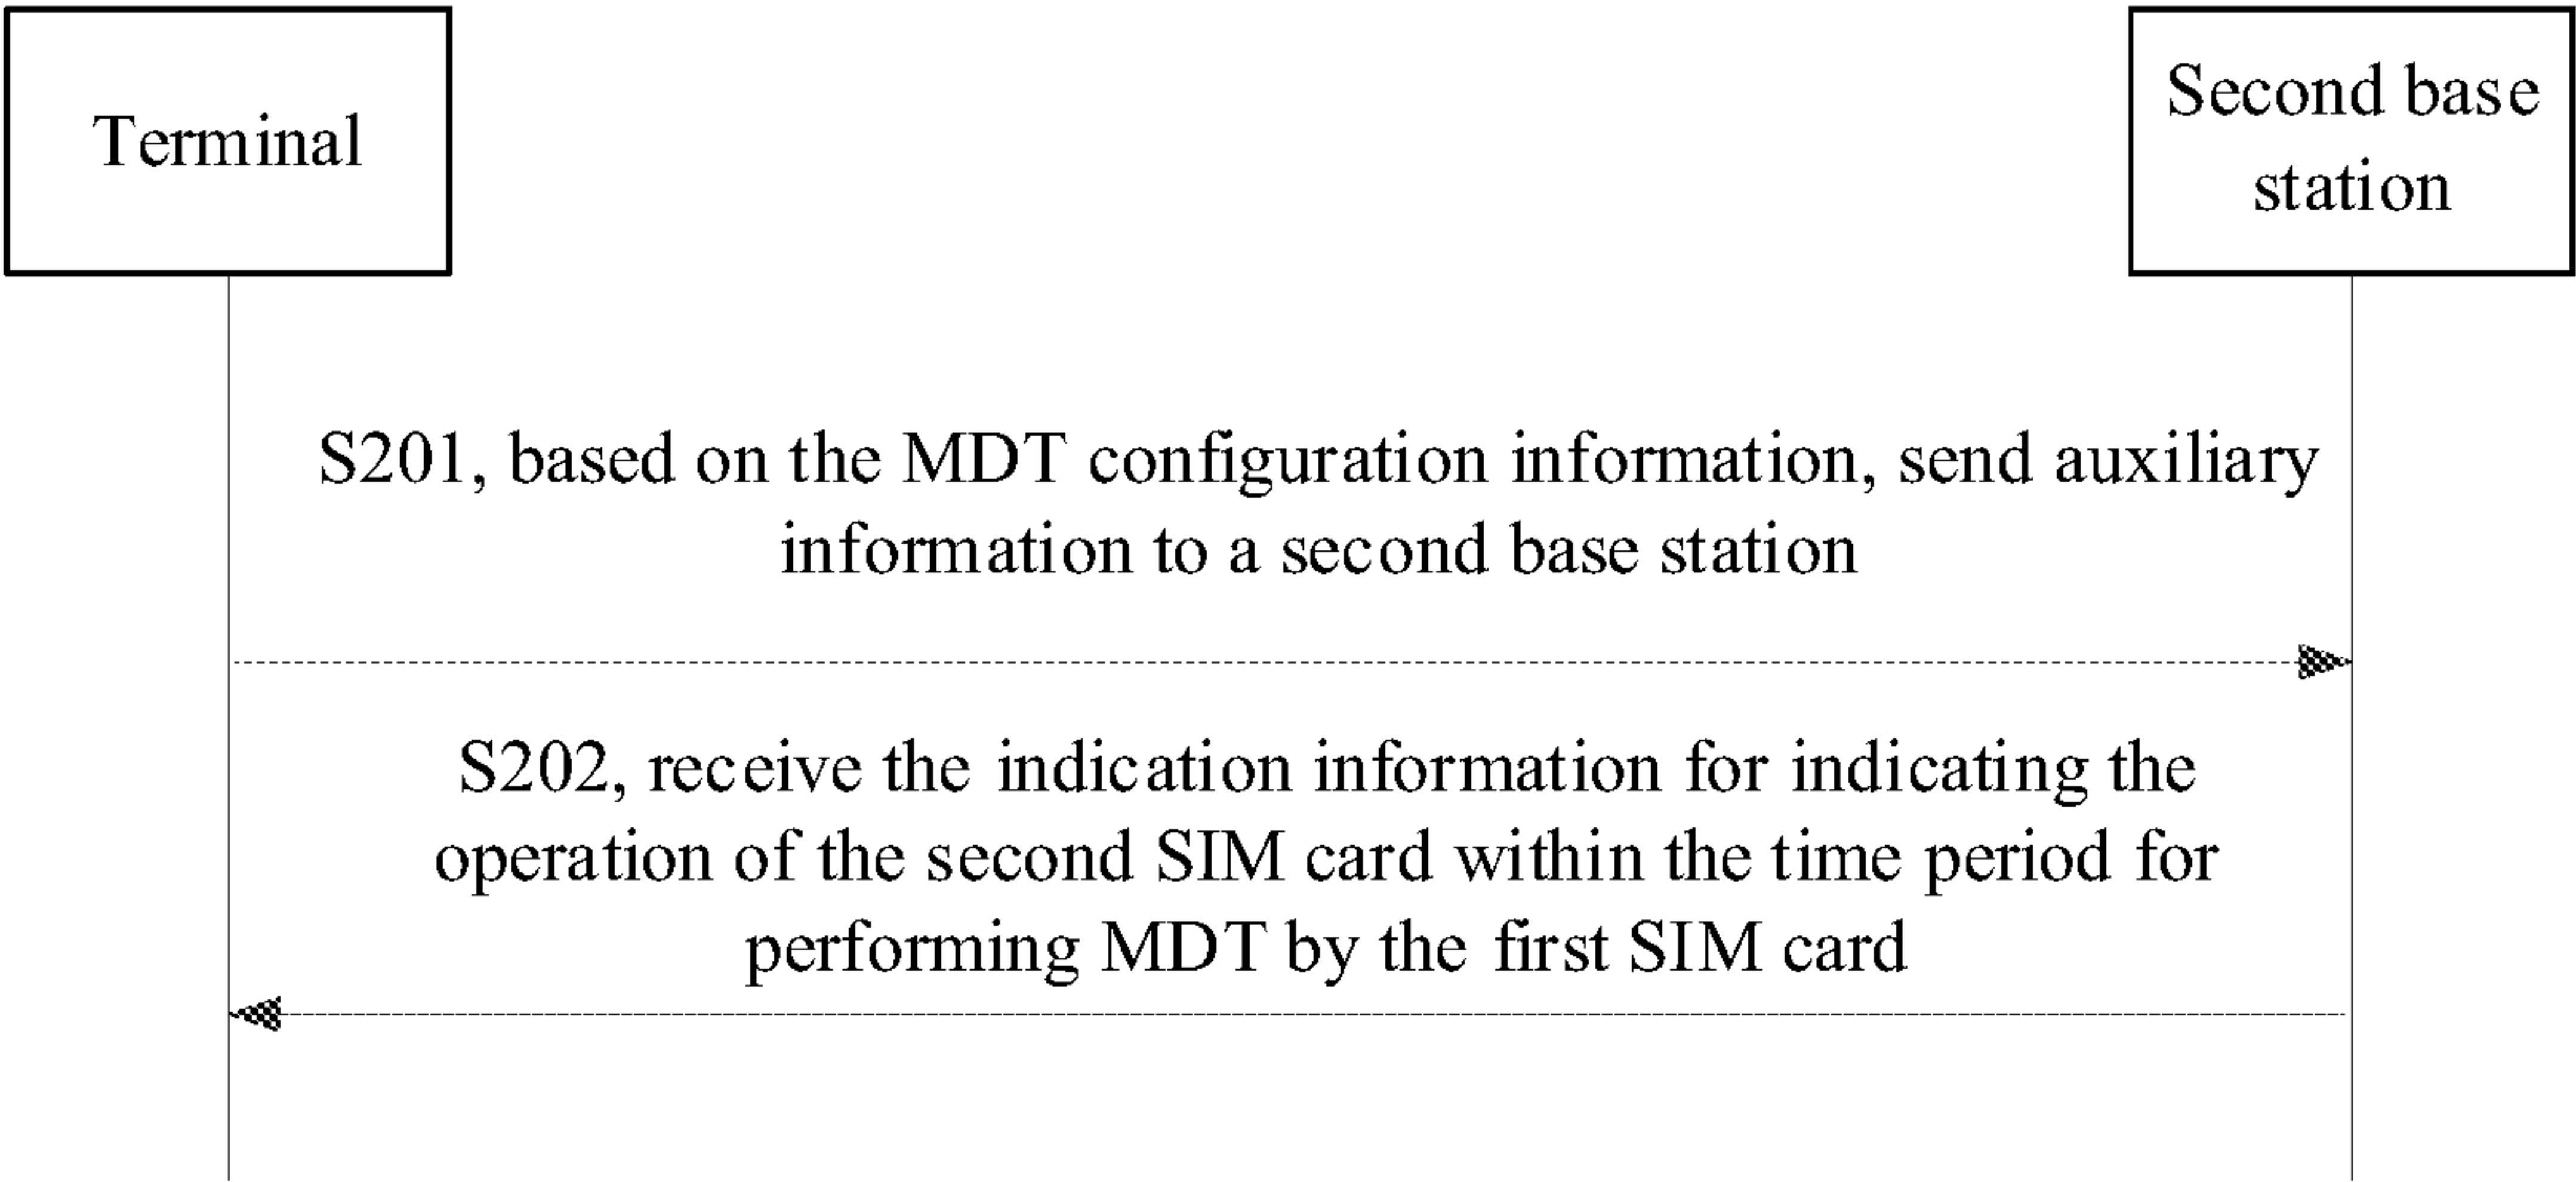 Terminal
Second base
station
S201, based on the MDT configuration information, send auxiliary
information to a second base station
S202, receive the indication information for indicating the
operation of the second SIM card within the time period for
performing MDT by the first SIM card